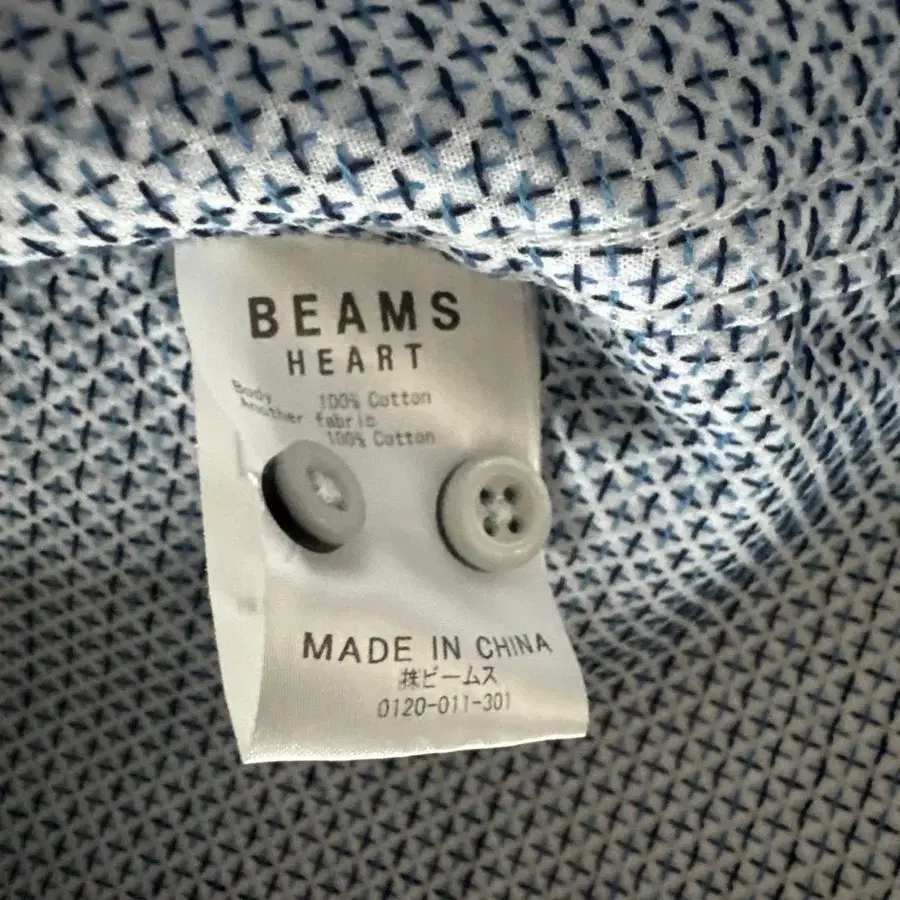 BEAMS
HEART
Body 100% Cotton
Another fabric
100% Cotton
MADE IN CHINA
㈱ビームス
0120-011-301